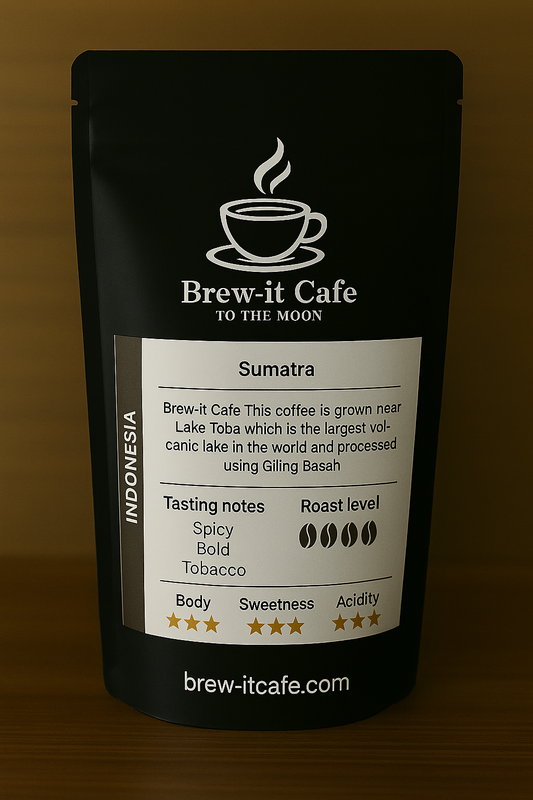 Brew-it Cafe
TO THE MOON
Sumatra
Brew-it Cafe This coffee is grown near
Lake Toba which is the largest vol-
canic lake in the world and processed
using Giling Basah
INDONESIA
Tasting notes
Spicy
Bold
Tobacco
Roast level
Body
Sweetness
Acidity
brew-itcafe.com